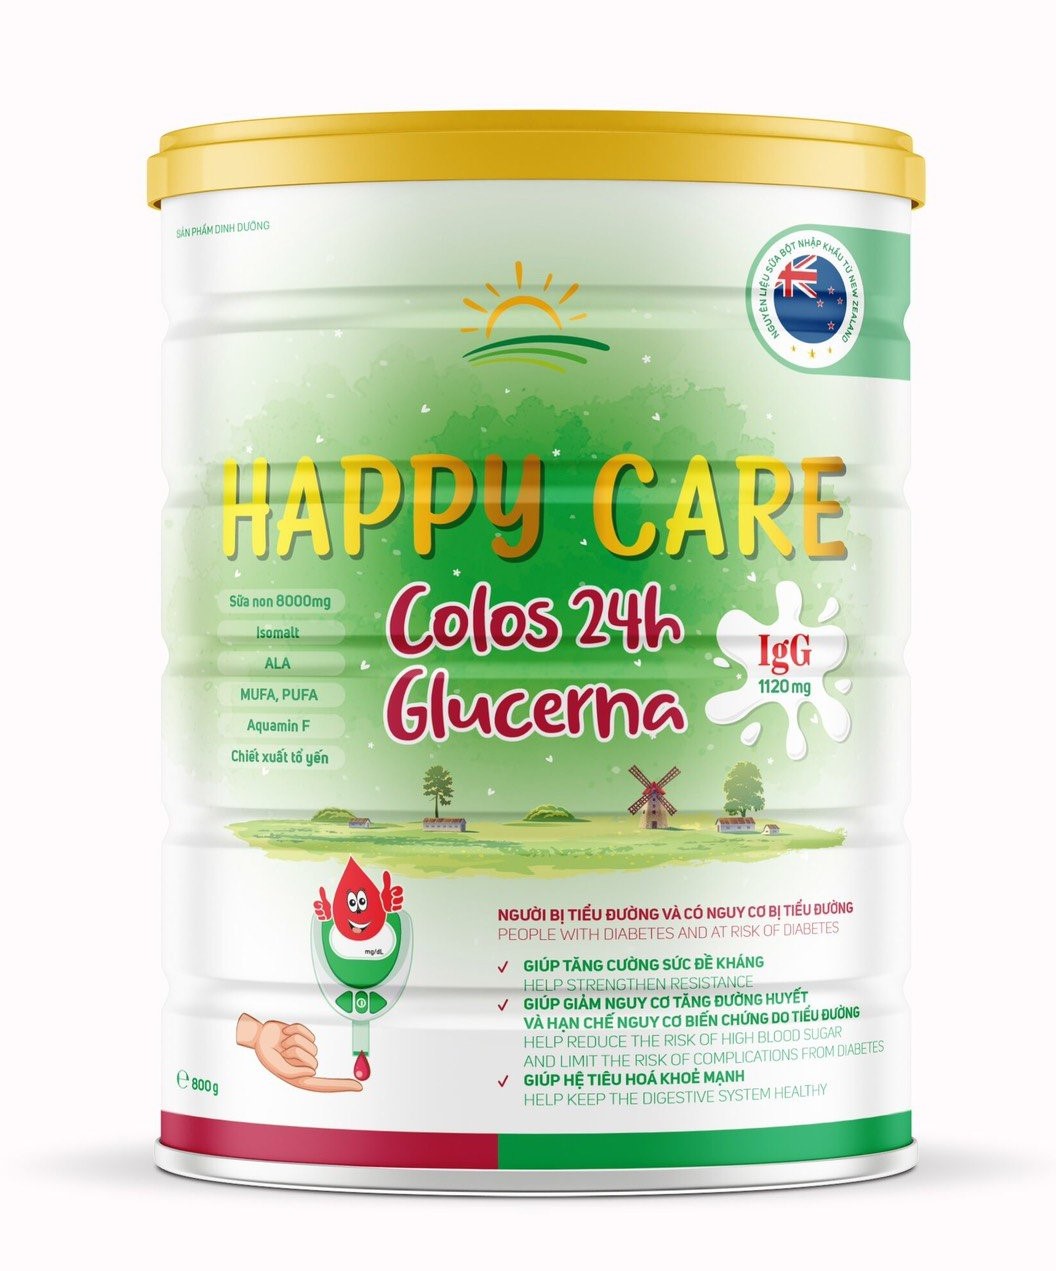 SẢN PHẨM DINH DƯỠNG
NGUYÊN LIỆU SỮA BỘT NHẬP KHẨU TỪ NEW ZEALAND
HAPPY CARE
Colos 24h
Glucerna
Sữa non 8000mg
Isomalt
ALA
MUFA, PUFA
Aquamin F
Chiết xuất tổ yến
IgG
1120 mg
mg/dL
NGƯỜI BỊ TIỂU ĐƯỜNG VÀ CÓ NGUY CƠ BỊ TIỂU ĐƯỜNG
PEOPLE WITH DIABETES AND AT RISK OF DIABETES
✓ GIÚP TĂNG CƯỜNG SỨC ĐỀ KHÁNG
HELP STRENGTHEN RESISTANCE
✓ GIÚP GIẢM NGUY CƠ TĂNG ĐƯỜNG HUYẾT
VÀ HẠN CHẾ NGUY CƠ BIẾN CHỨNG DO TIỂU ĐƯỜNG
HELP REDUCE THE RISK OF HIGH BLOOD SUGAR
AND LIMIT THE RISK OF COMPLICATIONS FROM DIABETES
✓ GIÚP HỆ TIÊU HOÁ KHOẺ MẠNH
HELP KEEP THE DIGESTIVE SYSTEM HEALTHY
℮ 800g